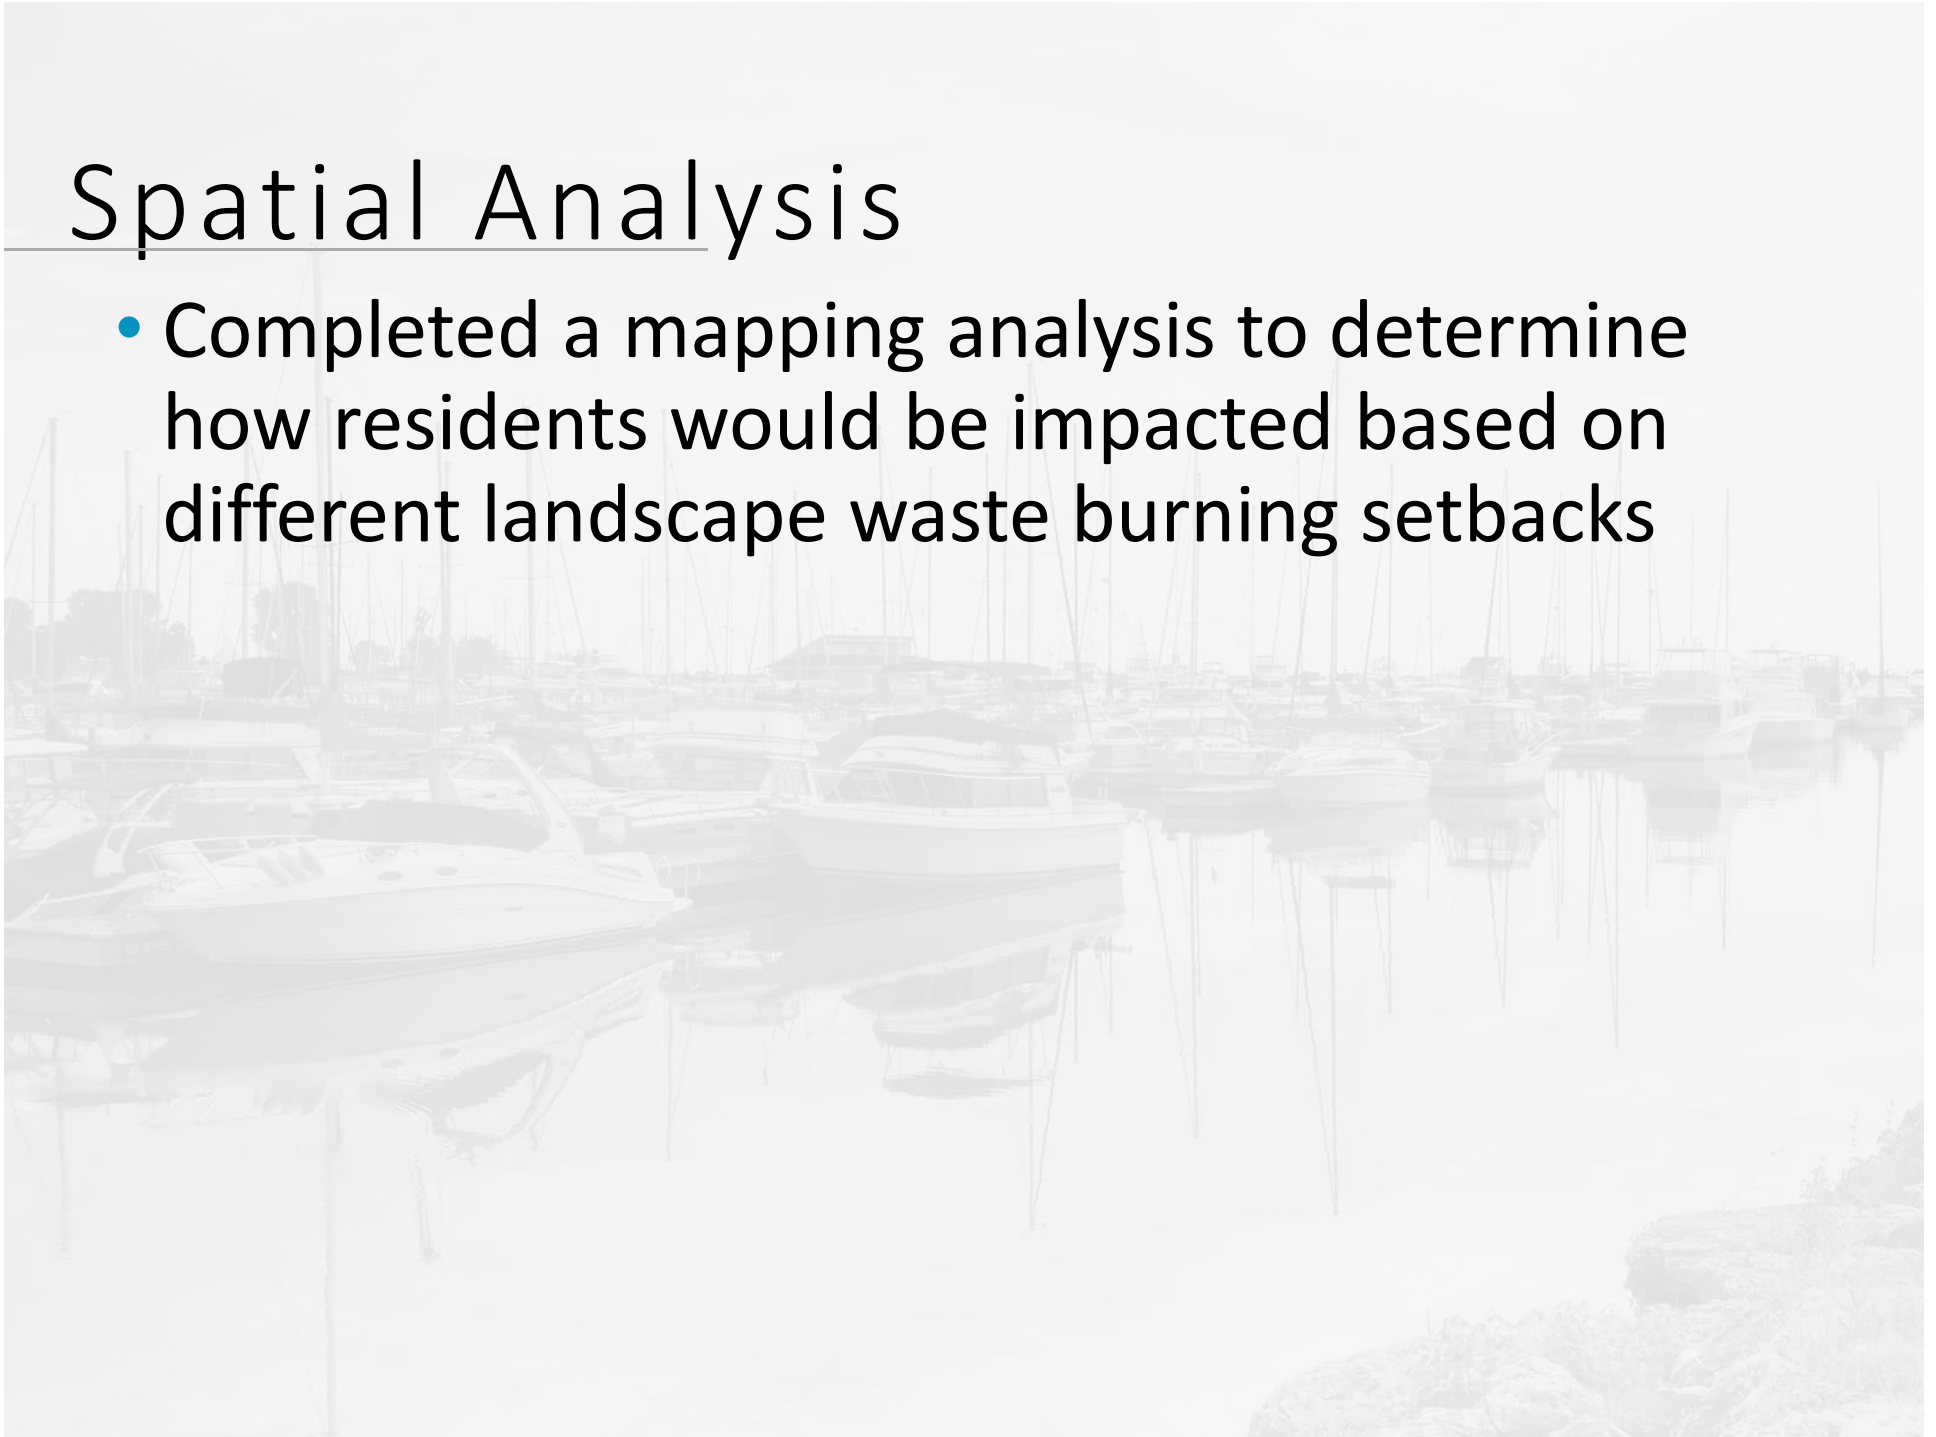 Spatial Analysis
• Completed a mapping analysis to determine
how residents would be impacted based on
different landscape waste burning setbacks